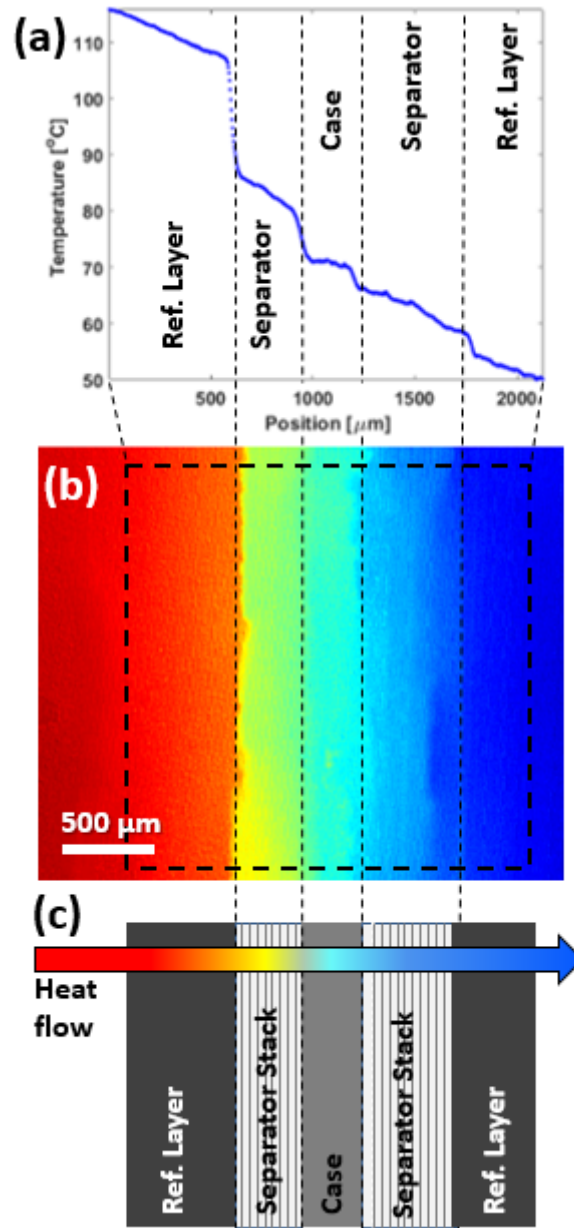 (a)
116
100
90
80
70
60
50
Temperature [°C]
Ref. Layer
Separator
Case
Separator
Ref. Layer
500
1000
1500
2000
Position [μm]
(b)
500 μm
(c)
Heat
flow
Ref. Layer
Separator Stack
Case
Separator Stack
Ref. Layer